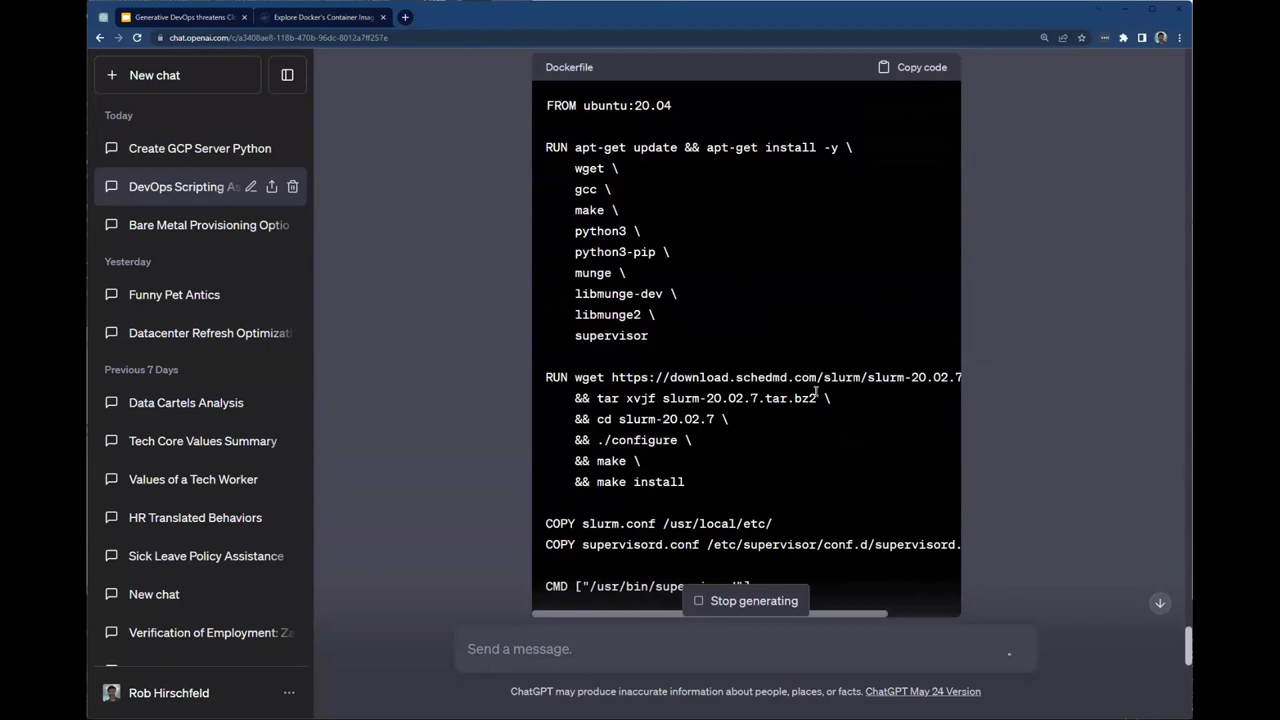 Generative DevOps threatens Cl
Explore Docker's Container Imag
chat.openai.com/c/a3408ae8-118b-470b-96dc-8012a7ff257e
New chat
Today
Create GCP Server Python
DevOps Scripting As
Bare Metal Provisioning Optio
Yesterday
Funny Pet Antics
Datacenter Refresh Optimizati
Previous 7 Days
Data Cartels Analysis
Tech Core Values Summary
Values of a Tech Worker
HR Translated Behaviors
Sick Leave Policy Assistance
New chat
Verification of Employment: Za
Rob Hirschfeld
Dockerfile
Copy code
FROM ubuntu:20.04
RUN apt-get update && apt-get install -y \
wget \
gcc \
make \
python3 \
python3-pip \
munge \
libmunge-dev \
libmunge2 \
supervisor
RUN wget https://download.schedmd.com/slurm/slurm-20.02.7
&& tar xvjf slurm-20.02.7.tar.bz2 \
&& cd slurm-20.02.7 \
&& ./configure \
&& make \
&& make install
COPY slurm.conf /usr/local/etc/
COPY supervisord.conf /etc/supervisor/conf.d/supervisord.
CMD ["/usr/bin/supe
Stop generating
Send a message.
ChatGPT may produce inaccurate information about people, places, or facts. ChatGPT May 24 Version